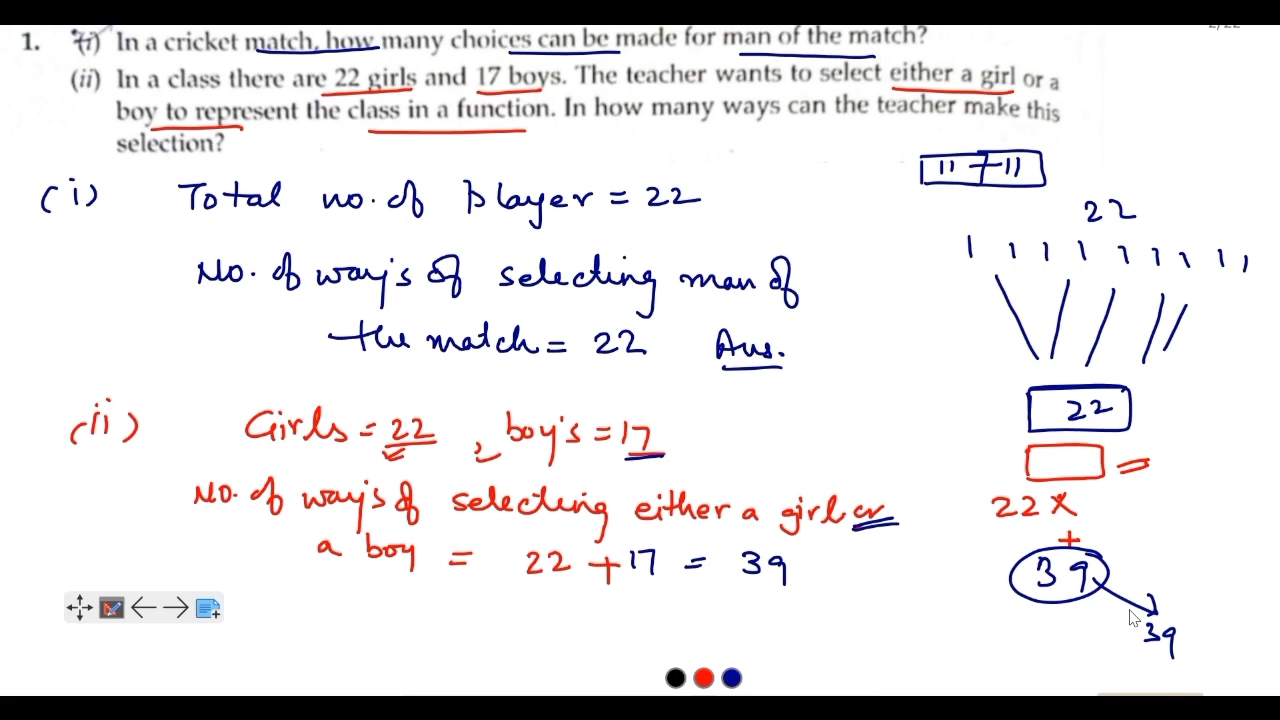 2/22
1. (i) In a cricket match, how many choices can be made for man of the match?
(ii) In a class there are 22 girls and 17 boys. The teacher wants to select either a girl or a
boy to represent the class in a function. In how many ways can the teacher make this
selection?
11 + 11
(i) Total no. of player = 22
22
No. of way's of selecting man of
the match = 22 Ans.
22
(ii) Girls = 22, boy's = 17
=
No. of way's of selecting either a girl or
22 x
a boy = 22 + 17 = 39
+
39
39